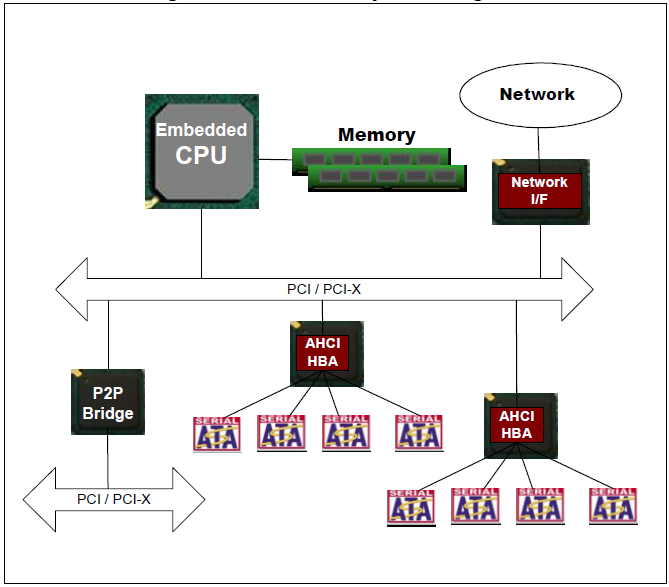 Embedded
CPU
Memory
Network
Network
I/F
PCI / PCI-X
AHCI
HBA
P2P
Bridge
AHCI
HBA
SERIAL
ATA
SERIAL
ATA
SERIAL
ATA
SERIAL
ATA
PCI / PCI-X
SERIAL
ATA
SERIAL
ATA
SERIAL
ATA
SERIAL
ATA